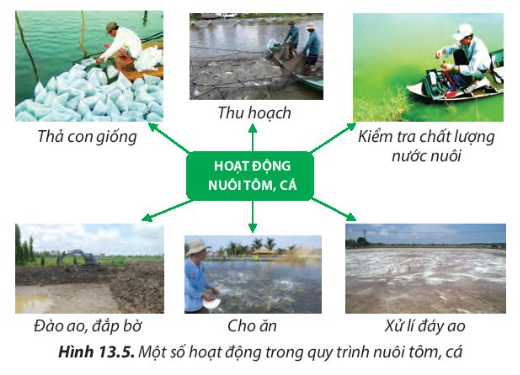 Thả con giống
Thu hoạch
Kiểm tra chất lượng
nước nuôi
HOẠT ĐỘNG
NUÔI TÔM, CÁ
Đào ao, đắp bờ
Cho ăn
Xử lí đáy ao
Hình 13.5. Một số hoạt động trong quy trình nuôi tôm, cá